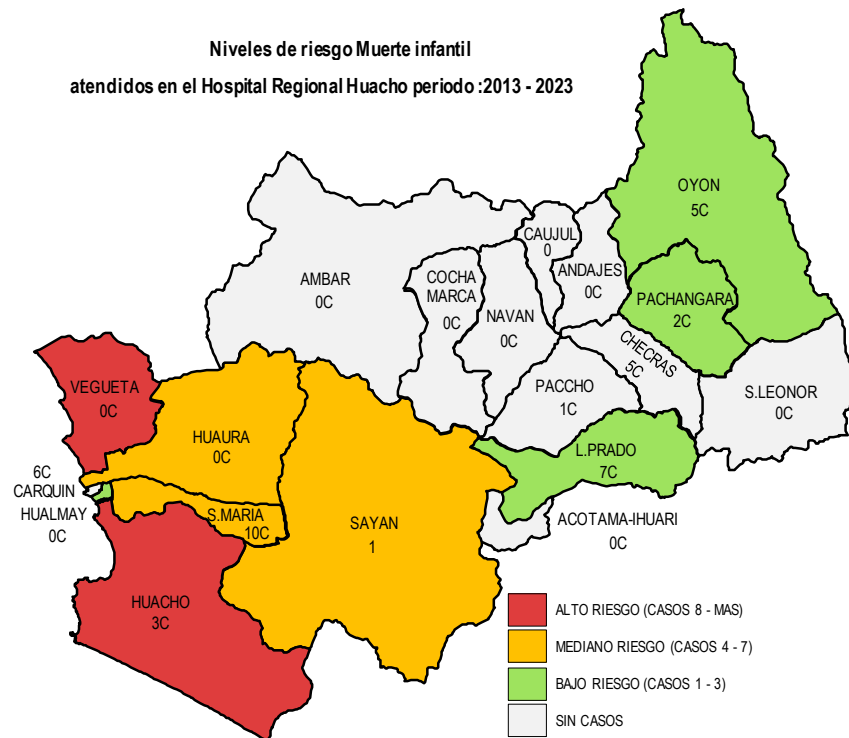 Niveles de riesgo Muerte infantil
atendidos en el Hospital Regional Huacho periodo :2013 - 2023
OYON
5C
CAUJUL
0
ANDAJES
0C
AMBAR
0C
COCHA
MARCA
0C
NAVAN
0C
PACHANGARA
2C
CHECRAS
5C
S.LEONOR
0C
PACCHO
1C
VEGUETA
0C
HUAURA
0C
L.PRADO
7C
6C
CARQUIN
HUALMAY
0C
S.MARIA
10C
SAYAN
1
ACOTAMA-IHUARI
0C
HUACHO
3C
ALTO RIESGO (CASOS 8 - MAS)
MEDIANO RIESGO (CASOS 4 - 7)
BAJO RIESGO (CASOS 1 - 3)
SIN CASOS